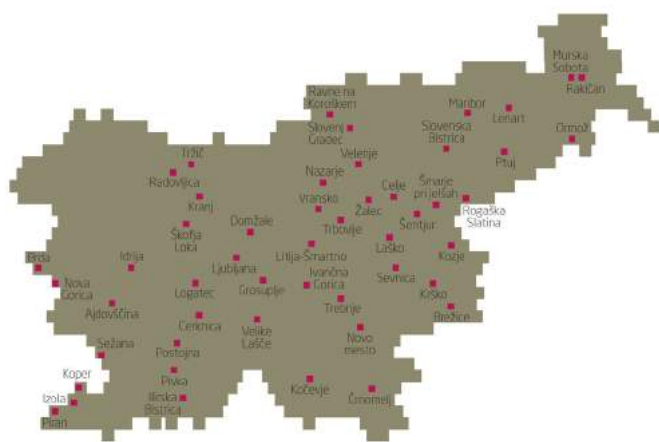 Murska
Sobota
Rakičan
Ravne na
Koroškem
Maribor
Lenart
Slovenj
Gradec
Slovenska
Bistrica
Ormož
Ptuj
Tržič
Radovljica
Velenje
Nazarje
Kranj
Vransko
Celje
Šmarje
pri Jelšah
Žalec
Šentjur
Rogaška
Slatina
Škofja
Loka
Domžale
Trbovlje
Laško
Kozje
Litija-Šmartno
Brda
Idrija
Ljubljana
Ivančna
Gorica
Sevnica
Nova
Gorica
Logatec
Grosuplje
Krško
Ajdovščina
Trebnje
Brežice
Cerknica
Velike
Lašče
Novo
mesto
Sežana
Postojna
Koper
Pivka
Kočevje
Črnomelj
Izola
Ilirska
Bistrica
Piran